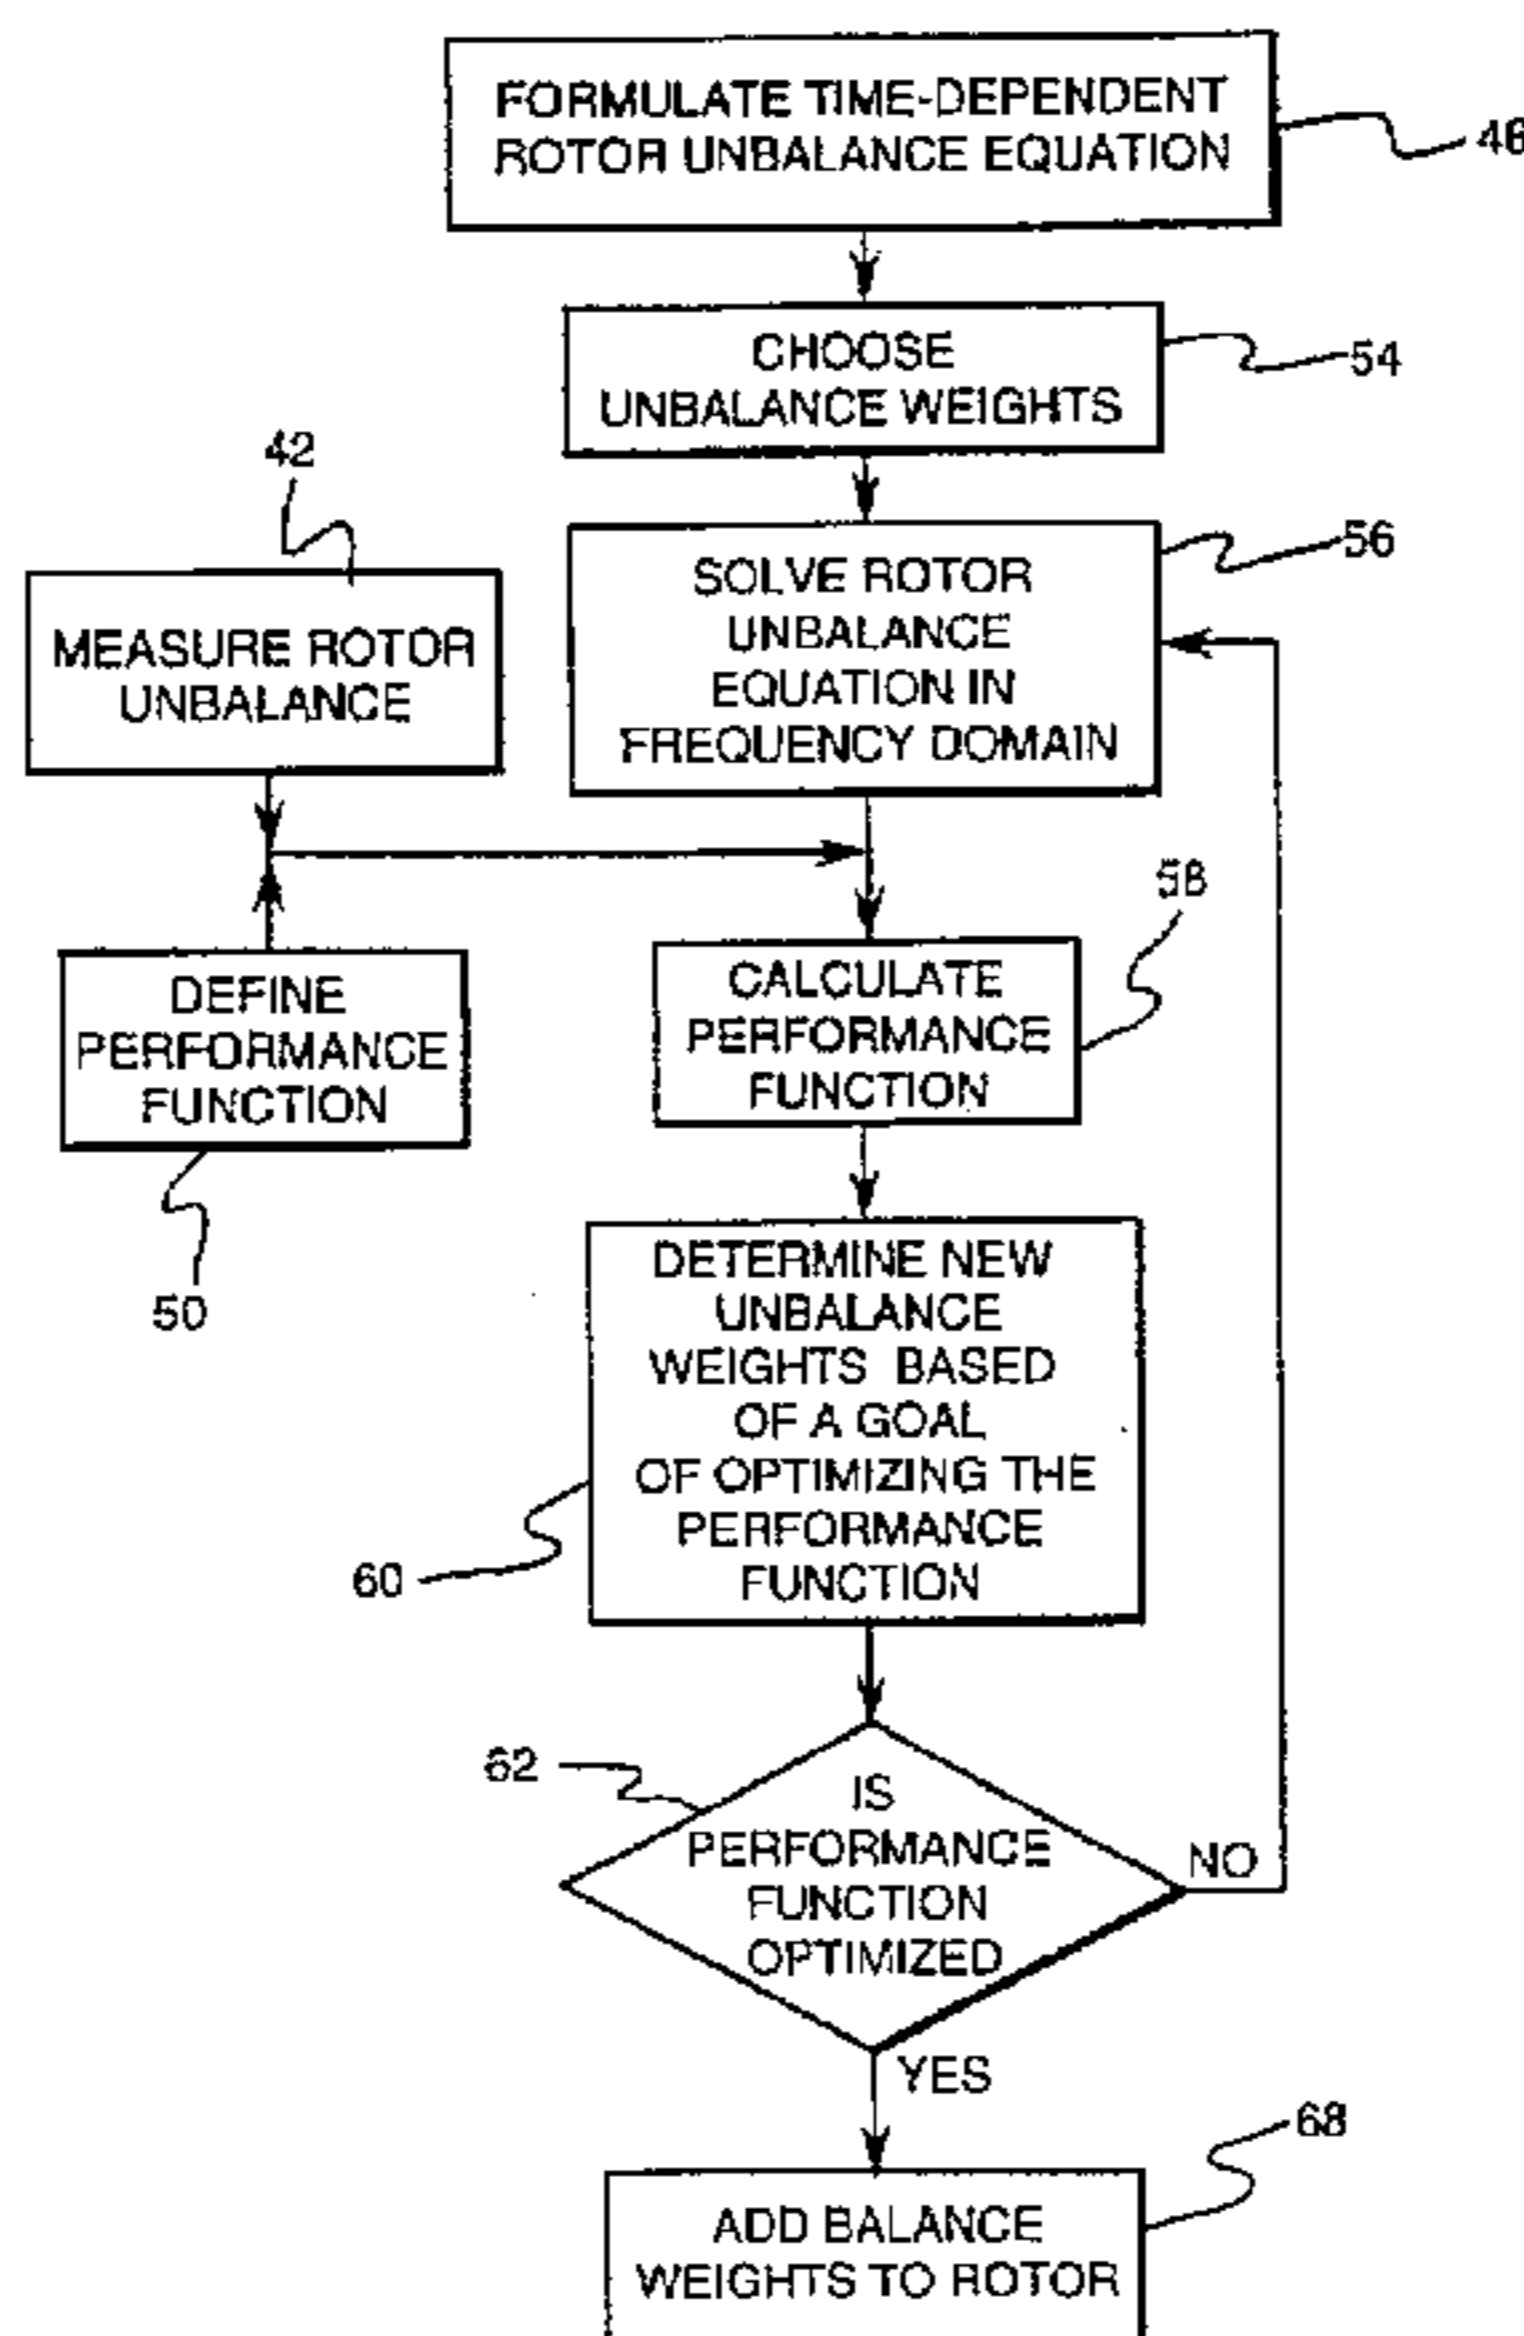 FORMULATE TIME-DEPENDENT
ROTOR UNBALANCE EQUATION
46
CHOOSE
UNBALANCE WEIGHTS
54
42
MEASURE ROTOR
UNBALANCE
SOLVE ROTOR
UNBALANCE
EQUATION IN
FREQUENCY DOMAIN
56
DEFINE
PERFORMANCE
FUNCTION
50
CALCULATE
PERFORMANCE
FUNCTION
58
DETERMINE NEW
UNBALANCE
WEIGHTS BASED
OF A GOAL
OF OPTIMIZING THE
PERFORMANCE
FUNCTION
60
62
IS
PERFORMANCE
FUNCTION
OPTIMIZED
NO
YES
68
ADD BALANCE
WEIGHTS TO ROTOR